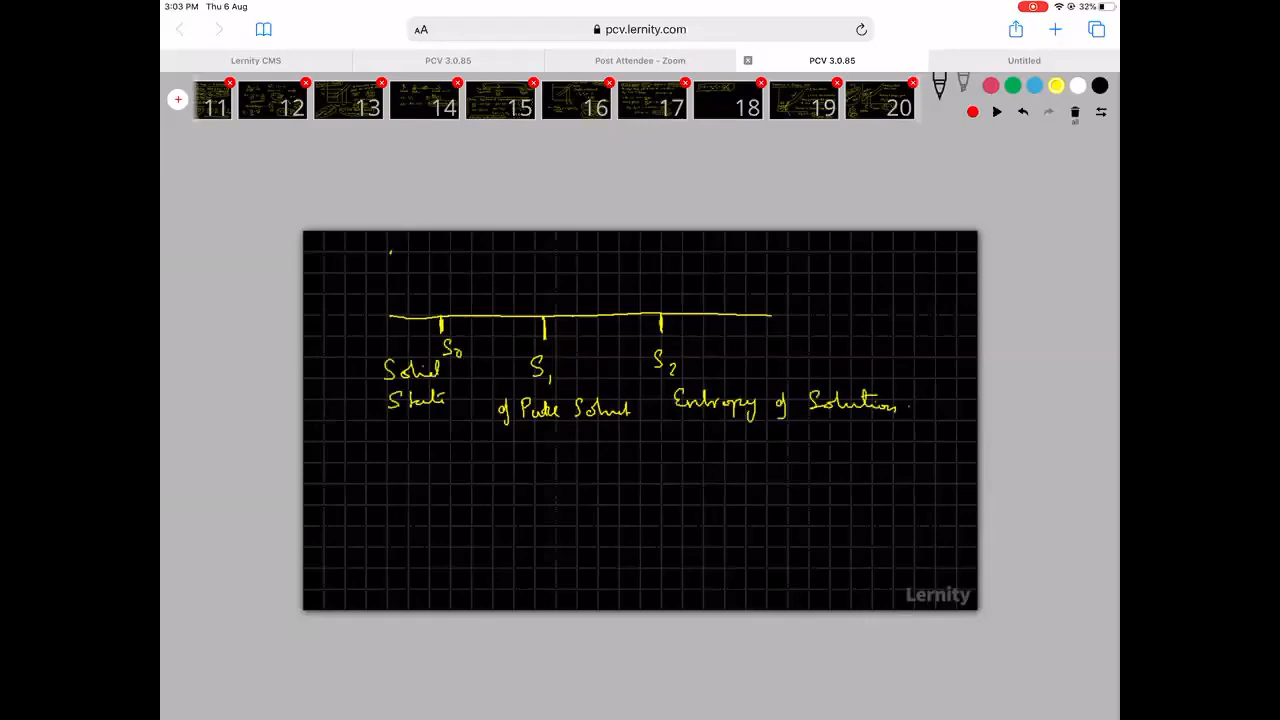 3:03 PM Thu 6 Aug
32%
AA
pcv.lernity.com
Lernity CMS
PCV 3.0.85
Post Attendee - Zoom
PCV 3.0.85
Untitled
11 12 13 14 15 16 17 18 19 20
all
S0 S1 S2
Solid
State
of Pure Solvent
Entropy of Solution
Lernity